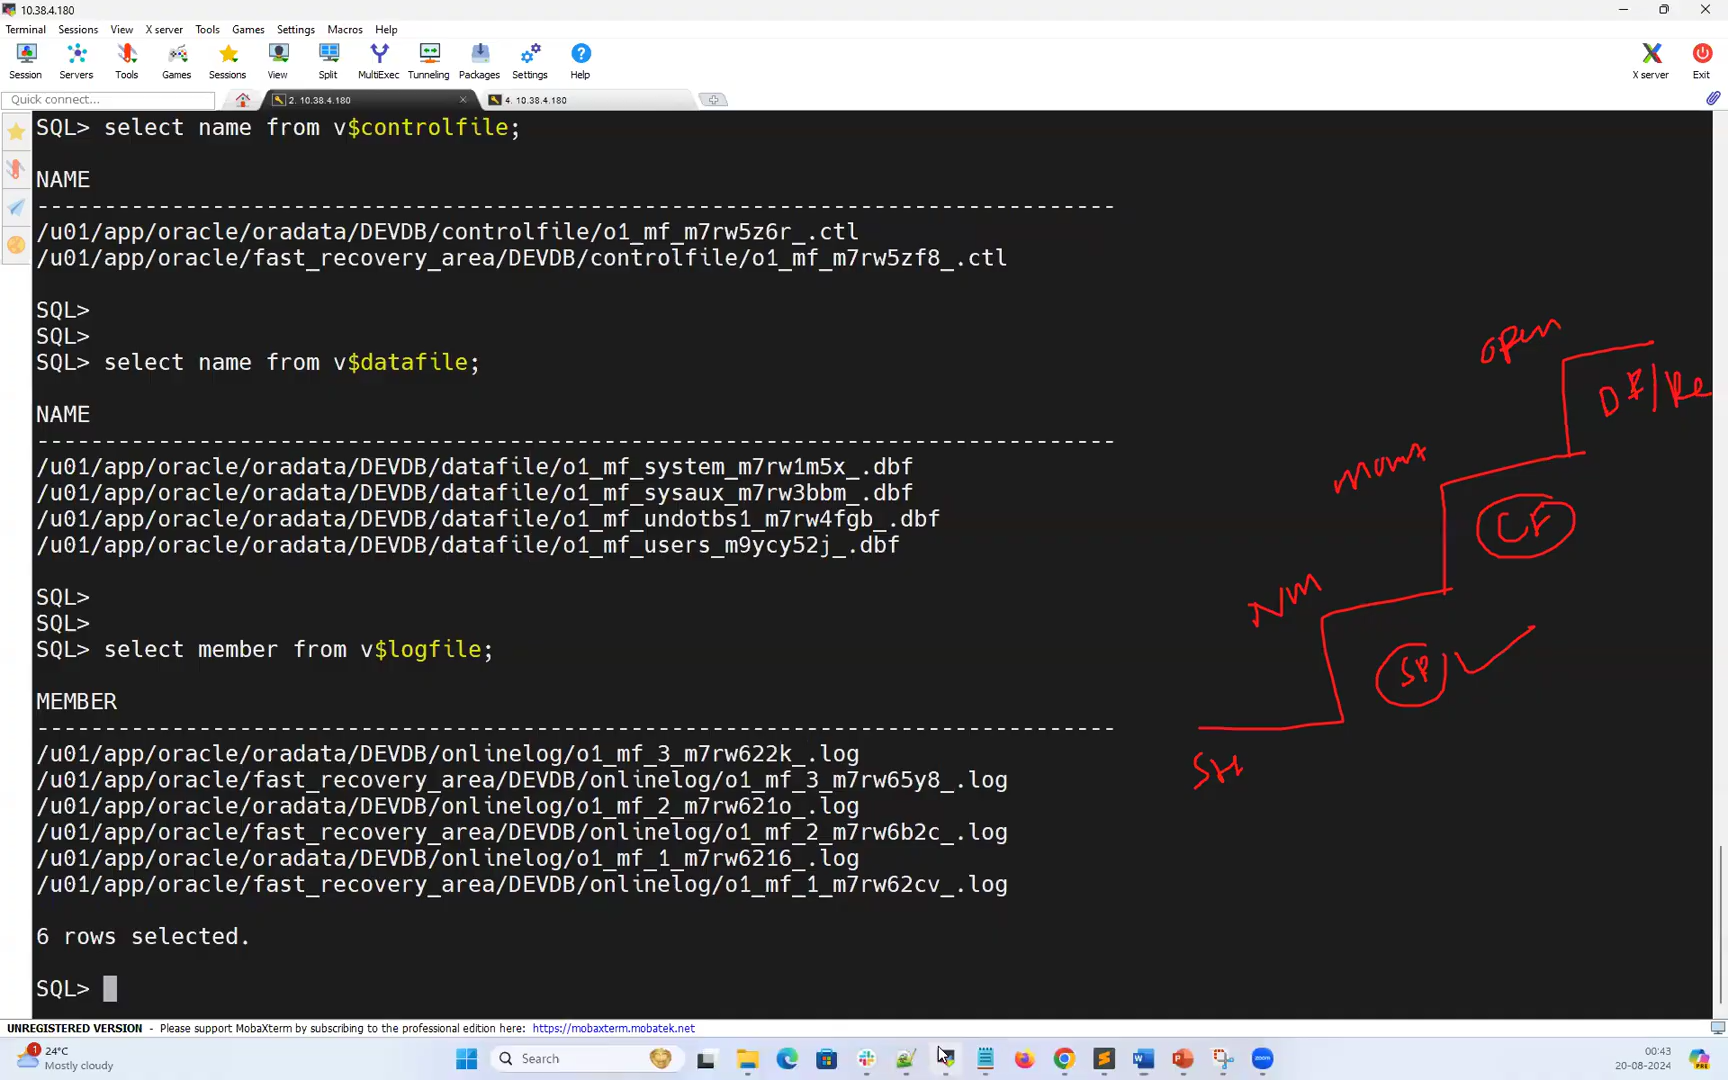 10.38.4.180
Terminal Sessions View X server Tools Games Settings Macros Help
Session Servers Tools Games Sessions View Split MultiExec Tunneling Packages Settings Help X server Exit
Quick connect... 2. 10.38.4.180 4. 10.38.4.180
SQL> select name from v$controlfile;
NAME
--------------------------------------------------------------------------------
/u01/app/oracle/oradata/DEVDB/controlfile/o1_mf_m7rw5z6r_.ctl
/u01/app/oracle/fast_recovery_area/DEVDB/controlfile/o1_mf_m7rw5zf8_.ctl
SQL>
SQL>
SQL> select name from v$datafile;
NAME
--------------------------------------------------------------------------------
/u01/app/oracle/oradata/DEVDB/datafile/o1_mf_system_m7rw1m5x_.dbf
/u01/app/oracle/oradata/DEVDB/datafile/o1_mf_sysaux_m7rw3bbm_.dbf
/u01/app/oracle/oradata/DEVDB/datafile/o1_mf_undotbs1_m7rw4fgb_.dbf
/u01/app/oracle/oradata/DEVDB/datafile/o1_mf_users_m9ycy52j_.dbf
SQL>
SQL>
SQL> select member from v$logfile;
MEMBER
--------------------------------------------------------------------------------
/u01/app/oracle/oradata/DEVDB/onlinelog/o1_mf_3_m7rw622k_.log
/u01/app/oracle/fast_recovery_area/DEVDB/onlinelog/o1_mf_3_m7rw65y8_.log
/u01/app/oracle/oradata/DEVDB/onlinelog/o1_mf_2_m7rw621o_.log
/u01/app/oracle/fast_recovery_area/DEVDB/onlinelog/o1_mf_2_m7rw6b2c_.log
/u01/app/oracle/oradata/DEVDB/onlinelog/o1_mf_1_m7rw6216_.log
/u01/app/oracle/fast_recovery_area/DEVDB/onlinelog/o1_mf_1_m7rw62cv_.log
6 rows selected.
SQL>
open
DF/Re
mount
CF
NM
SP
UNREGISTERED VERSION - Please support MobaXterm by subscribing to the professional edition here: https://mobaxterm.mobatek.net
1
24°C
Mostly cloudy
Search
zoom
PRE
00:43
20-08-2024